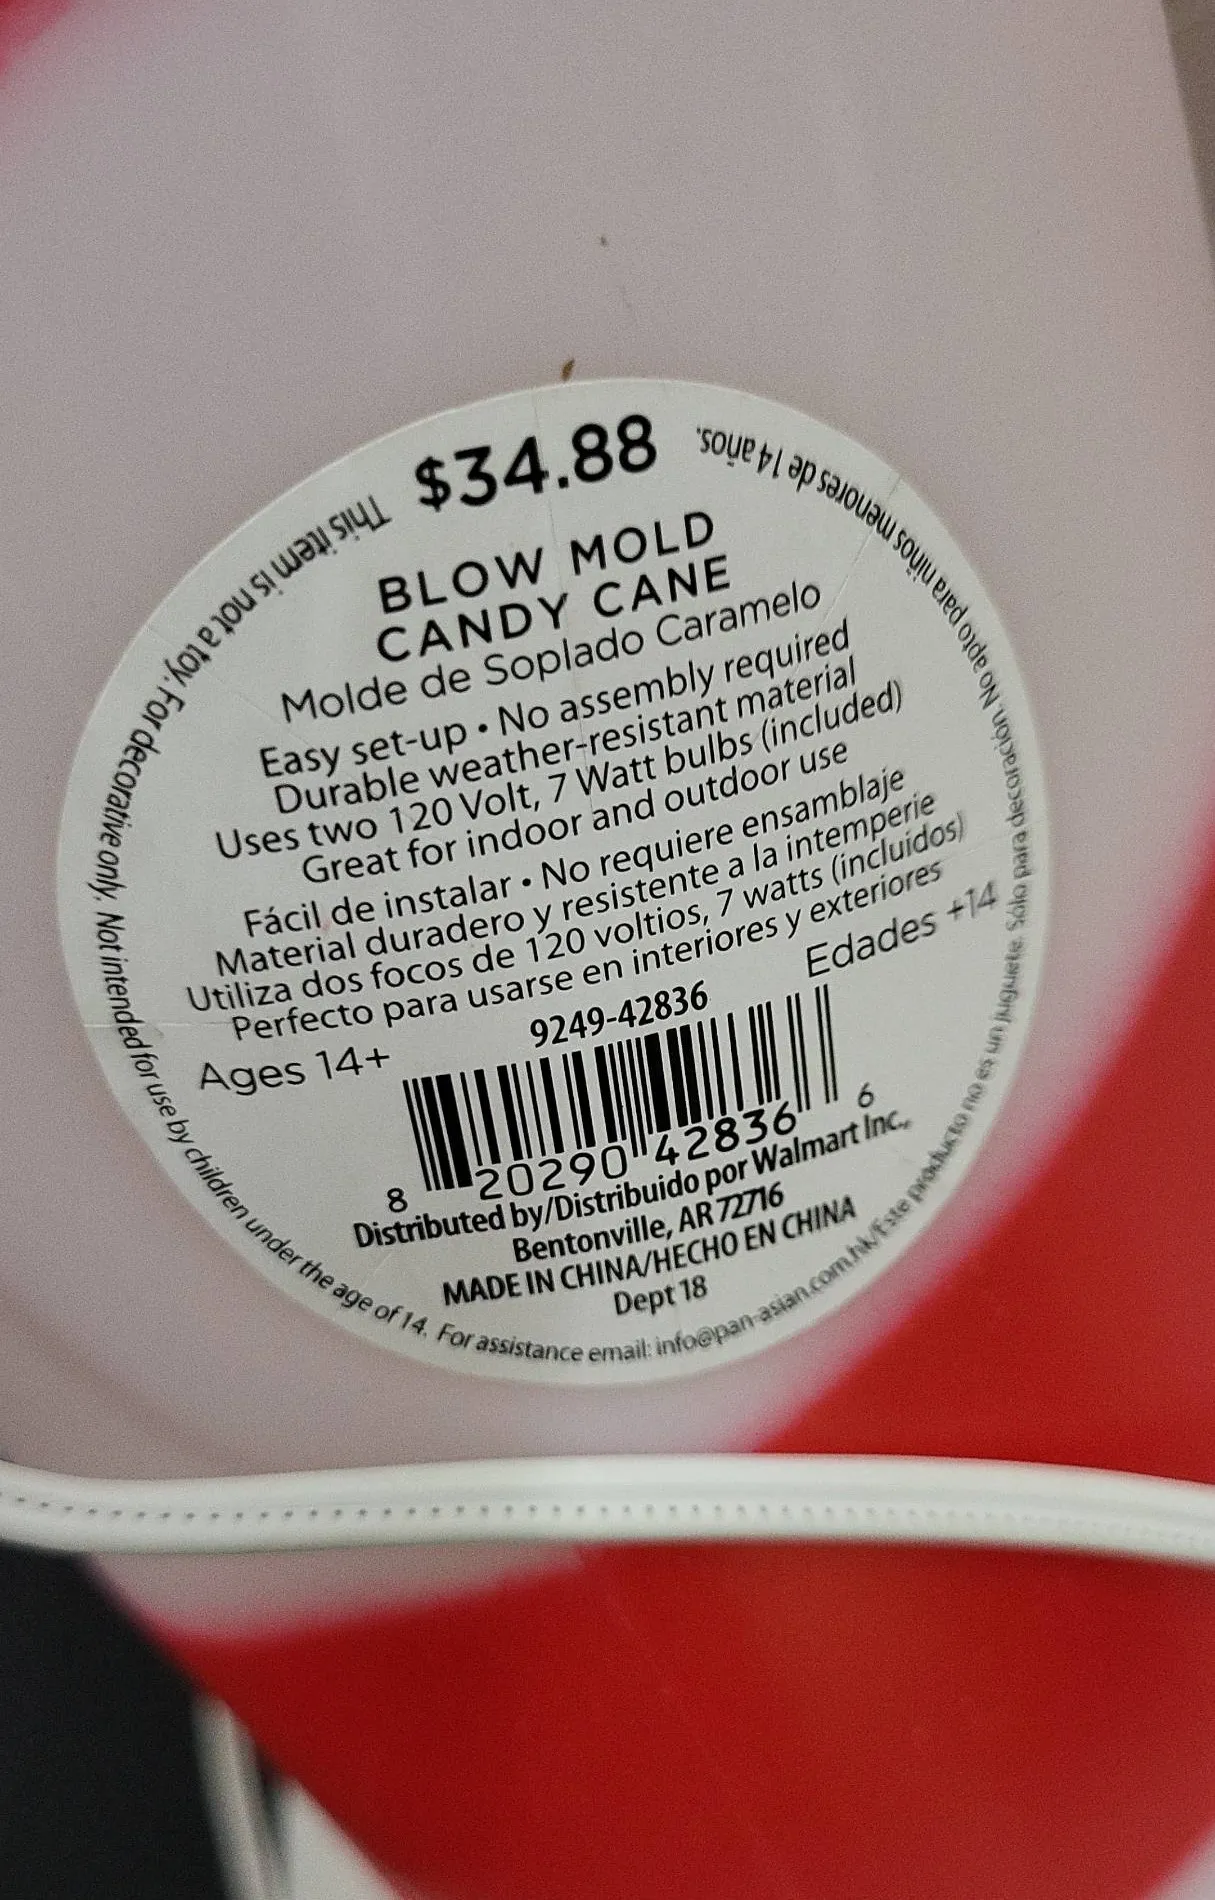 $34.88
BLOW MOLD
CANDY CANE
Molde de Soplado Caramelo
Easy set-up • No assembly required
Durable weather-resistant material
Uses two 120 Volt, 7 Watt bulbs (included)
Great for indoor and outdoor use
Fácil de instalar • No requiere ensamblaje
Material duradero y resistente a la intemperie
Utiliza dos focos de 120 voltios, 7 watts (incluidos)
Perfecto para usarse en interiores y exteriores
Ages 14+
Edades +14
9249-42836
8 20290 42836 6
Distributed by/Distribuido por Walmart Inc.,
Bentonville, AR 72716
MADE IN CHINA/HECHO EN CHINA
Dept 18
This item is not a toy. For decorative only. Not intended for use by children under the age of 14. For assistance email: info@pan-asian.com.hk/Este producto no es un juguete. Sólo para decoración. No apto para niños menores de 14 años.